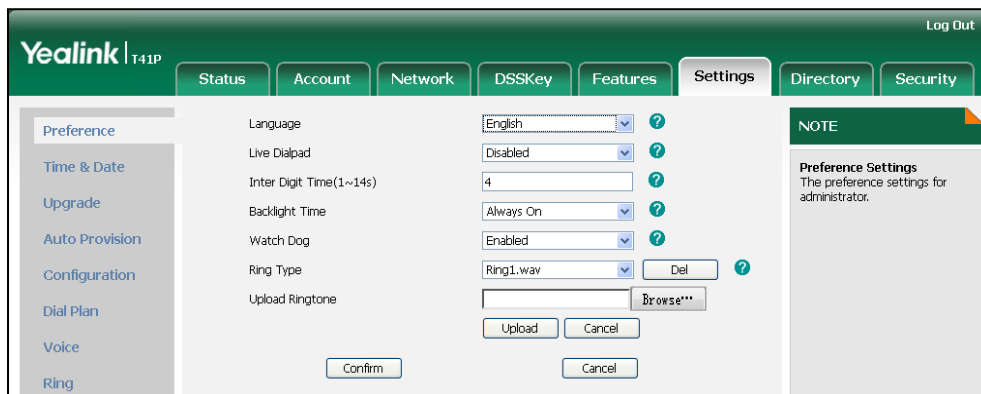 Log Out
Yealink T41P
Status Account Network DSSKey Features Settings Directory Security
Preference
Time & Date
Upgrade
Auto Provision
Configuration
Dial Plan
Voice
Ring
Language English ?
Live Dialpad Disabled ?
Inter Digit Time(1~14s) 4 ?
Backlight Time Always On ?
Watch Dog Enabled ?
Ring Type Ring1.wav Del ?
Upload Ringtone Browse...
Upload Cancel
Confirm Cancel
NOTE
Preference Settings
The preference settings for
administrator.